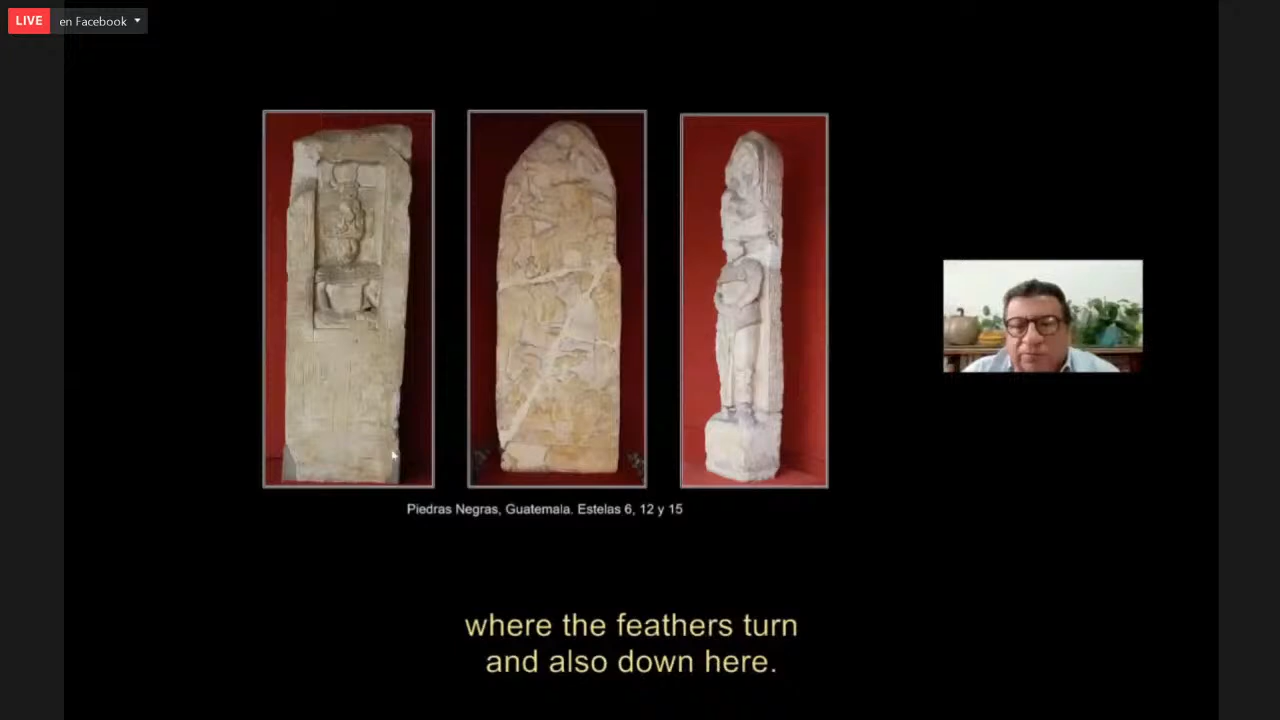 LIVE en Facebook
Piedras Negras, Guatemala. Estelas 6, 12 y 15
where the feathers turn
and also down here.